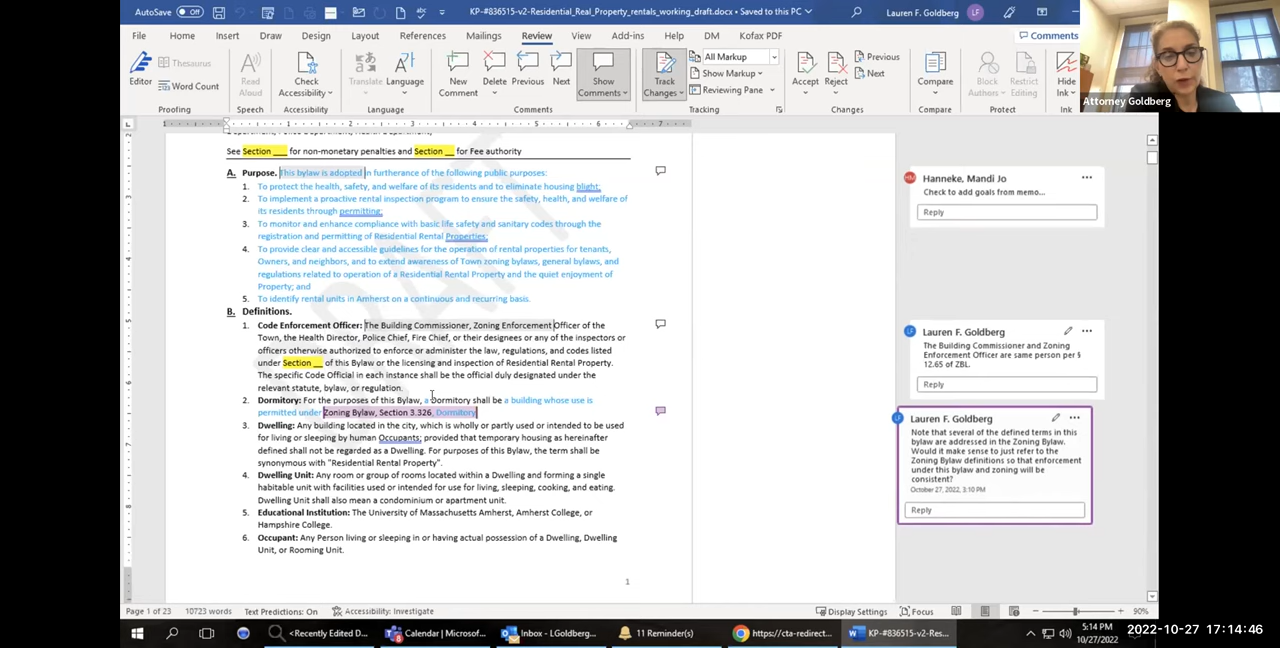 AutoSave Off
KP-#836515-v2-Residential_Real_Property_rentals_working_draft.docx • Saved to this PC
Lauren F. Goldberg LF
File Home Insert Draw Design Layout References Mailings Review View Add-ins Help DM Kofax PDF Comments
Editor
Thesaurus
Word Count
Proofing
Read Aloud
Speech
Check Accessibility
Accessibility
Translate
Language
Language
New Comment
Delete
Previous
Next
Show Comments
Comments
Track Changes
All Markup
Show Markup
Reviewing Pane
Tracking
Accept
Reject
Previous
Next
Changes
Compare
Compare
Block Authors
Restrict Editing
Protect
Hide Ink
Ink
Attorney Goldberg
See Section ___ for non-monetary penalties and Section __ for Fee authority
A. Purpose. This bylaw is adopted in furtherance of the following public purposes:
1. To protect the health, safety, and welfare of its residents and to eliminate housing blight;
2. To implement a proactive rental inspection program to ensure the safety, health, and welfare of
its residents through permitting;
3. To monitor and enhance compliance with basic life safety and sanitary codes through the
registration and permitting of Residential Rental Properties;
4. To provide clear and accessible guidelines for the operation of rental properties for tenants,
Owners, and neighbors, and to extend awareness of Town zoning bylaws, general bylaws, and
regulations related to operation of a Residential Rental Property and the quiet enjoyment of
Property; and
5. To identify rental units in Amherst on a continuous and recurring basis.
B. Definitions.
1. Code Enforcement Officer: The Building Commissioner, Zoning Enforcement Officer of the
Town, the Health Director, Police Chief, Fire Chief, or their designees or any of the inspectors or
officers otherwise authorized to enforce or administer the law, regulations, and codes listed
under Section __ of this Bylaw or the licensing and inspection of Residential Rental Property.
The specific Code Official in each instance shall be the official duly designated under the
relevant statute, bylaw, or regulation.
2. Dormitory: For the purposes of this Bylaw, a Dormitory shall be a building whose use is
permitted under Zoning Bylaw, Section 3.326, Dormitory
3. Dwelling: Any building located in the city, which is wholly or partly used or intended to be used
for living or sleeping by human Occupants; provided that temporary housing as hereinafter
defined shall not be regarded as a Dwelling. For purposes of this Bylaw, the term shall be
synonymous with "Residential Rental Property".
4. Dwelling Unit: Any room or group of rooms located within a Dwelling and forming a single
habitable unit with facilities used or intended for use for living, sleeping, cooking, and eating.
Dwelling Unit shall also mean a condominium or apartment unit.
5. Educational Institution: The University of Massachusetts Amherst, Amherst College, or
Hampshire College.
6. Occupant: Any Person living or sleeping in or having actual possession of a Dwelling, Dwelling
Unit, or Rooming Unit.
1
DRAFT
Hanneke, Mandi Jo
Check to add goals from memo...
Reply
Lauren F. Goldberg
The Building Commissioner and Zoning
Enforcement Officer are same person per §
12.65 of ZBL.
Reply
Lauren F. Goldberg
Note that several of the defined terms in this
bylaw are addressed in the Zoning Bylaw.
Would it make sense to just refer to the
Zoning Bylaw definitions so that enforcement
under this bylaw and zoning will be
consistent?
October 27, 2022, 3:10 PM
Reply
Page 1 of 23 10723 words Text Predictions: On Accessibility: Investigate Display Settings Focus 90%
<Recently Edited D... Calendar | Microsof... Inbox - LGoldberg... 11 Reminder(s) https://cta-redirect... KP-#836515-v2-Res...
5:14 PM
10/27/2022
2022-10-27 17:14:46